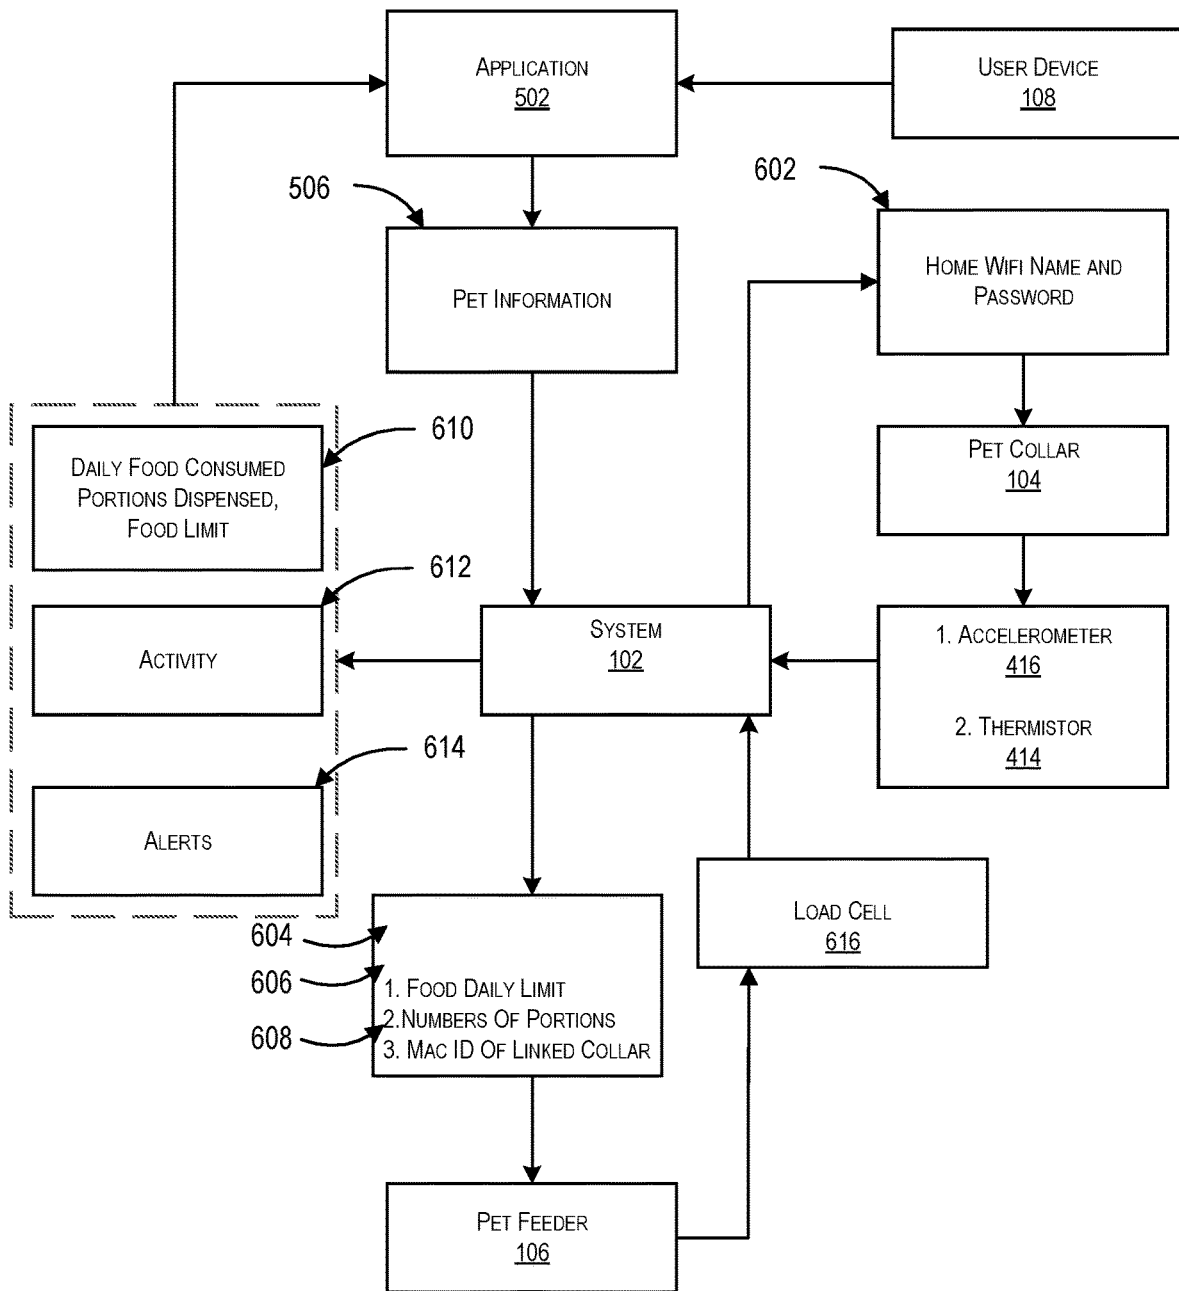 APPLICATION
502
USER DEVICE
108
602
506
HOME WIFI NAME AND
PASSWORD
PET INFORMATION
610
DAILY FOOD CONSUMED
PORTIONS DISPENSED,
FOOD LIMIT
PET COLLAR
104
612
ACTIVITY
SYSTEM
102
1. ACCELEROMETER
416
2. THERMISTOR
414
614
ALERTS
LOAD CELL
616
604
606
608
1. FOOD DAILY LIMIT
2.NUMBERS OF PORTIONS
3. MAC ID OF LINKED COLLAR
PET FEEDER
106